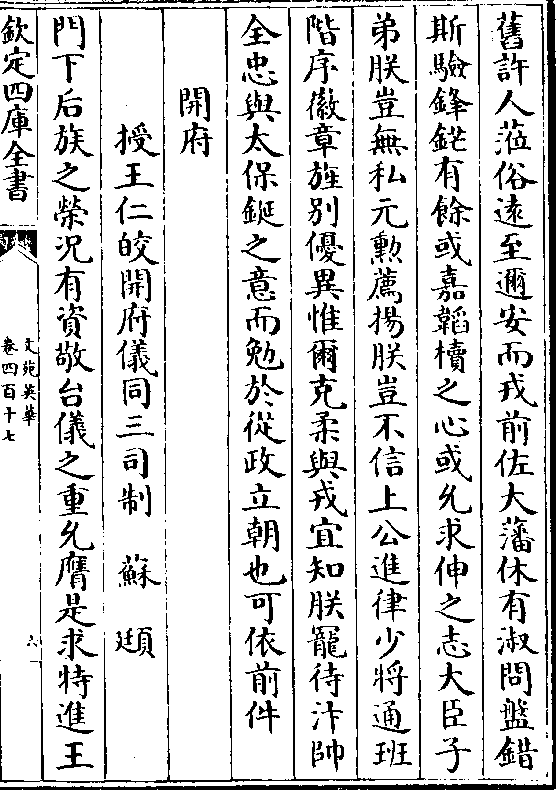 舊許人蒞俗遠至邇安而戎前佐大藩休有淑問盤錯
斯驗鋒鋩有餘或嘉韜櫝之心或允求伸之志大臣子
弟朕豈無私元勲薦揚朕豈不信上公進律少將通班
階序徽章旌别優異惟爾克柔與戎宜知朕寵待汴帥
全忠與太保鋋之意而勉於從政立朝也可依前件
開府
授王仁皎開府儀同三司制 蘇頲
門下后族之榮况有資敬台儀之重允膺是求特進王
欽定四庫全書
文苑英華
卷四百十七
六